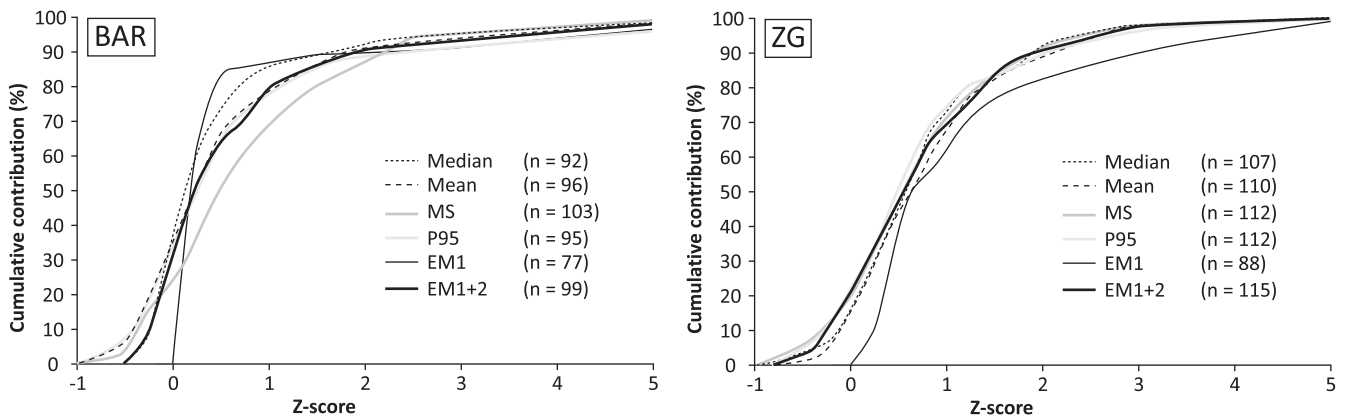 BAR
Cumulative contribution (%)
100
90
80
70
60
50
40
30
20
10
0
Median (n = 92)
Mean (n = 96)
MS (n = 103)
P95 (n = 95)
EM1 (n = 77)
EM1+2 (n = 99)
-1 0 1 2 3 4 5
Z-score
ZG
Cumulative contribution (%)
100
90
80
70
60
50
40
30
20
10
0
Median (n = 107)
Mean (n = 110)
MS (n = 112)
P95 (n = 112)
EM1 (n = 88)
EM1+2 (n = 115)
-1 0 1 2 3 4 5
Z-score